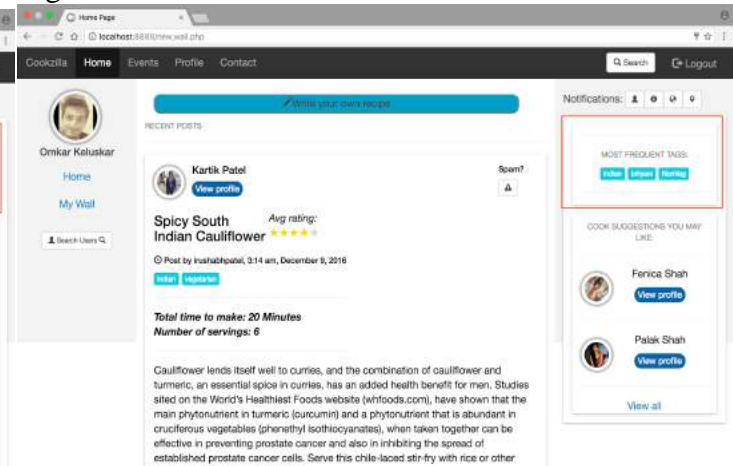 Home Page
localhost:8888/new_wall.php
Cookzilla Home Events Profile Contact Search Logout
Omkar Keluskar
Home
My Wall
Search Users
Write your own recipe
RECENT POSTS
Kartik Patel
View profile
Spam?
Spicy South
Indian Cauliflower
Avg rating:
Post by irushabhpatel, 3:14 am, December 9, 2016
indian vegetarian
Total time to make: 20 Minutes
Number of servings: 6
Cauliflower lends itself well to curries, and the combination of cauliflower and
turmeric, an essential spice in curries, has an added health benefit for men. Studies
sited on the World's Healthiest Foods website (whfoods.com), have shown that the
main phytonutrient in turmeric (curcumin) and a phytonutrient that is abundant in
cruciferous vegetables (phenethyl isothiocyanates), when taken together can be
effective in preventing prostate cancer and also in inhibiting the spread of
established prostate cancer cells. Serve this chile-laced stir-fry with rice or other
Notifications:
MOST FREQUENT TAGS:
indian
COOK SUGGESTIONS YOU MAY
LIKE:
Fenica Shah
View profile
Palak Shah
View profile
View all